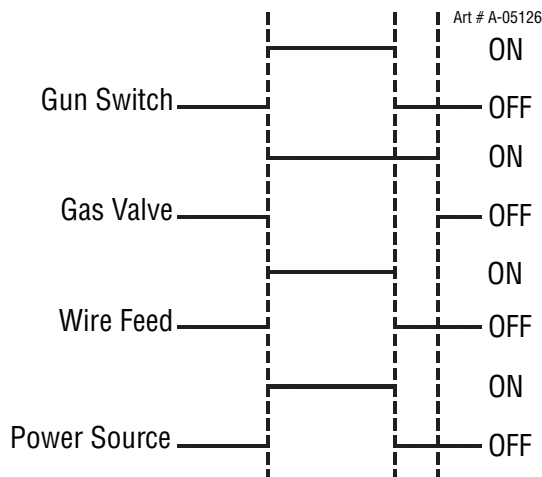 Art # A-05126
ON
Gun Switch OFF
ON
Gas Valve OFF
ON
Wire Feed OFF
ON
Power Source OFF